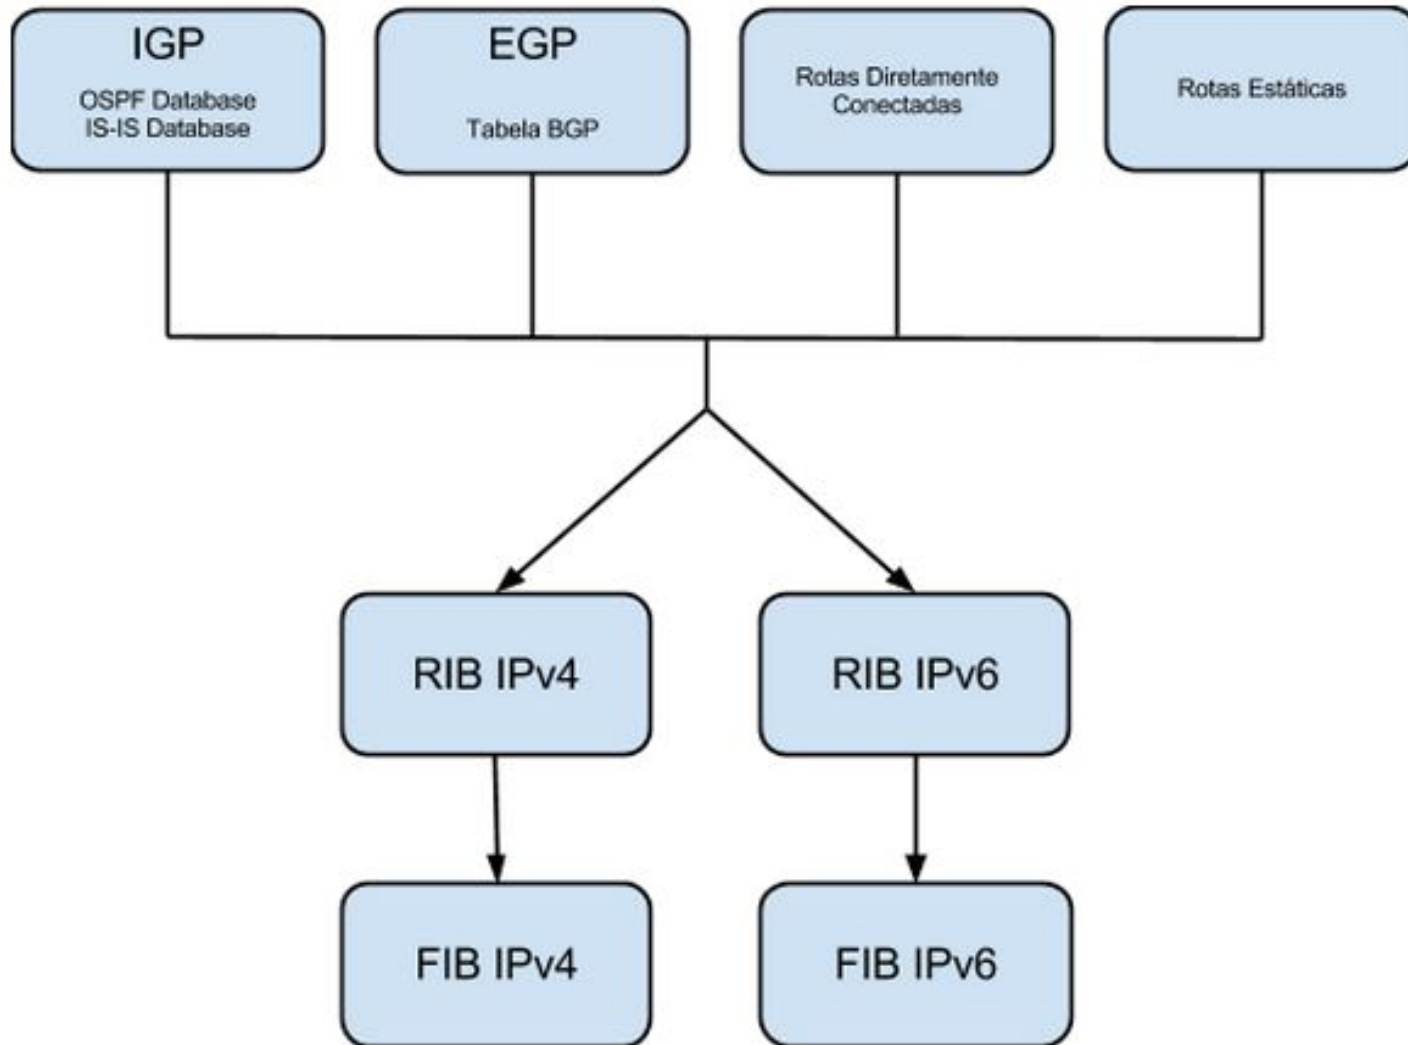 IGP
OSPF Database
IS-IS Database
EGP
Tabela BGP
Rotas Diretamente
Conectadas
Rotas Estáticas
RIB IPv4
RIB IPv6
FIB IPv4
FIB IPv6